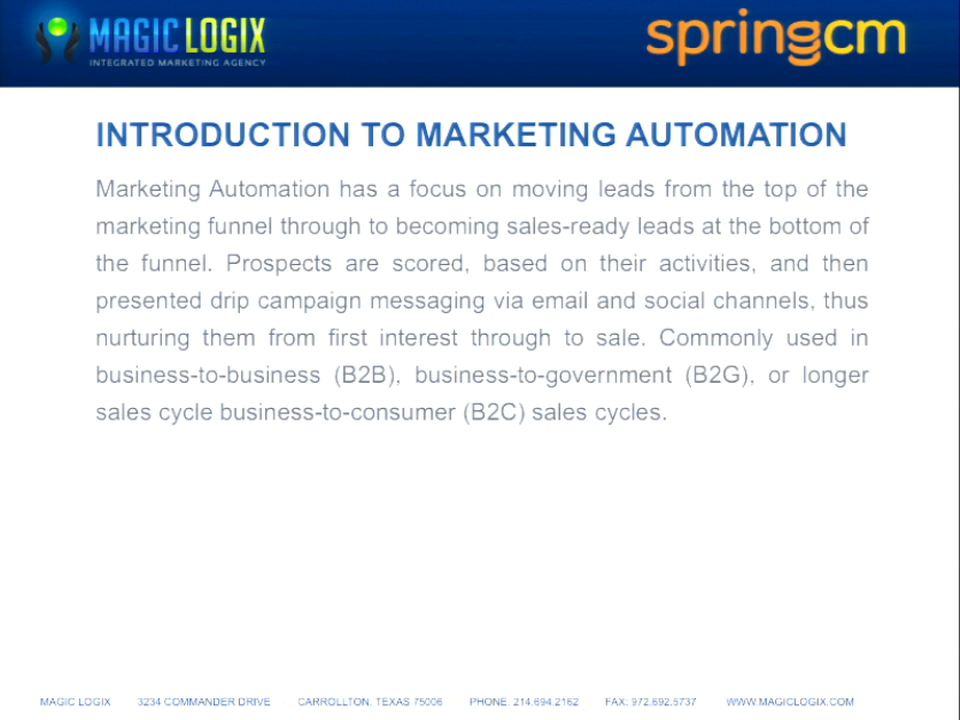 MAGIC LOGIX
INTEGRATED MARKETING AGENCY
springcm
INTRODUCTION TO MARKETING AUTOMATION
Marketing Automation has a focus on moving leads from the top of the
marketing funnel through to becoming sales-ready leads at the bottom of
the funnel. Prospects are scored, based on their activities, and then
presented drip campaign messaging via email and social channels, thus
nurturing them from first interest through to sale. Commonly used in
business-to-business (B2B), business-to-government (B2G), or longer
sales cycle business-to-consumer (B2C) sales cycles.
MAGIC LOGIX 3234 COMMANDER DRIVE CARROLLTON, TEXAS 75006 PHONE: 214.694.2162 FAX: 972.692.5737 WWW.MAGICLOGIX.COM